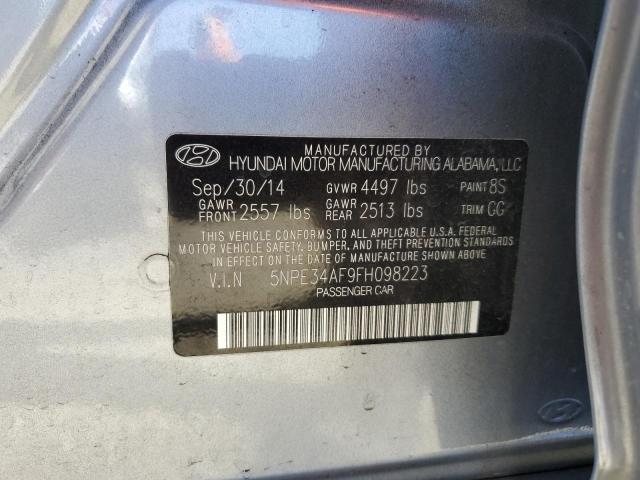 MANUFACTURED BY
HYUNDAI MOTOR MANUFACTURING ALABAMA, LLC
Sep/30/14 GVWR 4497 lbs PAINT 8S
GAWR FRONT 2557 lbs GAWR REAR 2513 lbs TRIM GG
THIS VEHICLE CONFORMS TO ALL APPLICABLE U.S.A. FEDERAL
MOTOR VEHICLE SAFETY, BUMPER, AND THEFT PREVENTION STANDARDS
IN EFFECT ON THE DATE OF MANUFACTURE SHOWN ABOVE.
V.I.N 5NPE34AF9FH098223
PASSENGER CAR